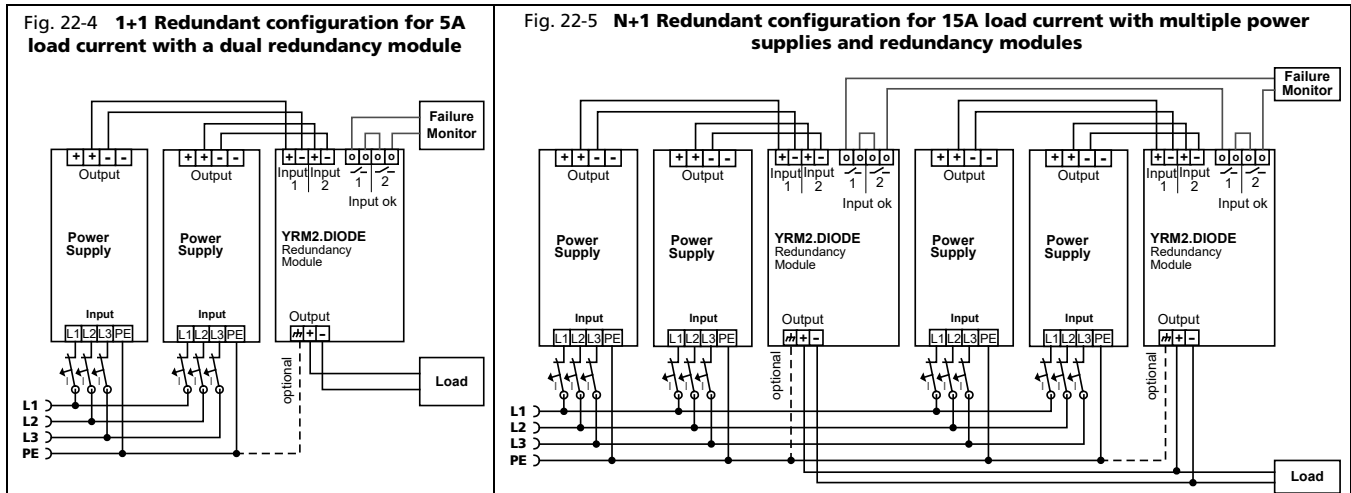 Fig. 22-4 1+1 Redundant configuration for 5A
load current with a dual redundancy module
Failure
Monitor
+ + - -
Output
Power
Supply
Input
L1 L2 L3 PE
+ + - -
Output
Power
Supply
Input
L1 L2 L3 PE
+ - + -
Input 1
Input 2
o o o o
1 2
Input ok
YRM2.DIODE
Redundancy
Module
Output
+ -
optional
Load
I I I I I I
L1
L2
L3
PE
Fig. 22-5 N+1 Redundant configuration for 15A load current with multiple power
supplies and redundancy modules
Failure
Monitor
+ + - -
Output
Power
Supply
Input
L1 L2 L3 PE
+ + - -
Output
Power
Supply
Input
L1 L2 L3 PE
+ - + -
Input 1
Input 2
o o o o
1 2
Input ok
YRM2.DIODE
Redundancy
Module
Output
+ -
optional
+ + - -
Output
Power
Supply
Input
L1 L2 L3 PE
+ + - -
Output
Power
Supply
Input
L1 L2 L3 PE
+ - + -
Input 1
Input 2
o o o o
1 2
Input ok
YRM2.DIODE
Redundancy
Module
Output
+ -
optional
I I I I I I I I I I I I
L1
L2
L3
PE
Load